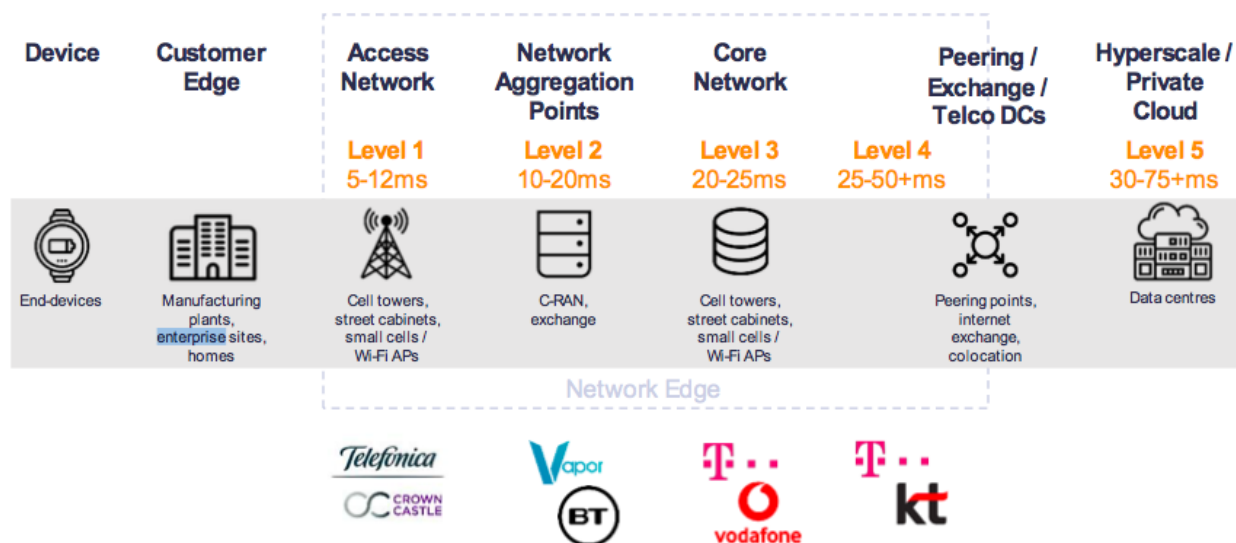 Device
Customer
Edge
Access
Network
Network
Aggregation
Points
Core
Network
Peering /
Exchange /
Telco DCs
Hyperscale /
Private
Cloud
Level 1
5-12ms
Level 2
10-20ms
Level 3
20-25ms
Level 4
25-50+ms
Level 5
30-75+ms
End-devices
Manufacturing
plants,
enterprise sites,
homes
Cell towers,
street cabinets,
small cells /
Wi-Fi APs
C-RAN,
exchange
Cell towers,
street cabinets,
small cells /
Wi-Fi APs
Peering points,
internet
exchange,
colocation
Data centres
Network Edge
Telefónica
CROWN
CASTLE
Vapor
BT
T
vodafone
T
kt